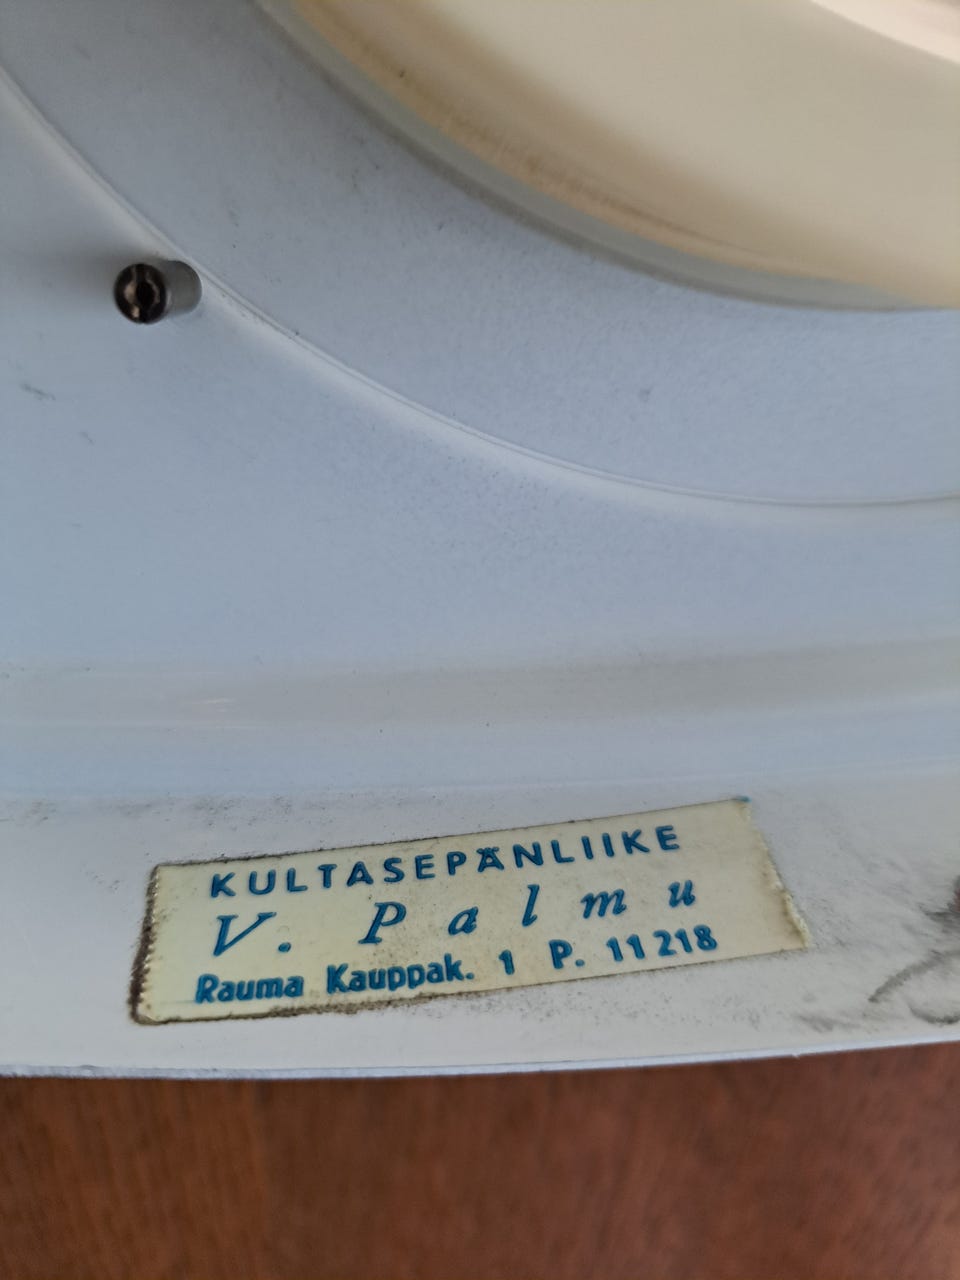 KULTASEPÄNLIIKE
V. Palmu
Rauma Kauppak. 1 P. 11218